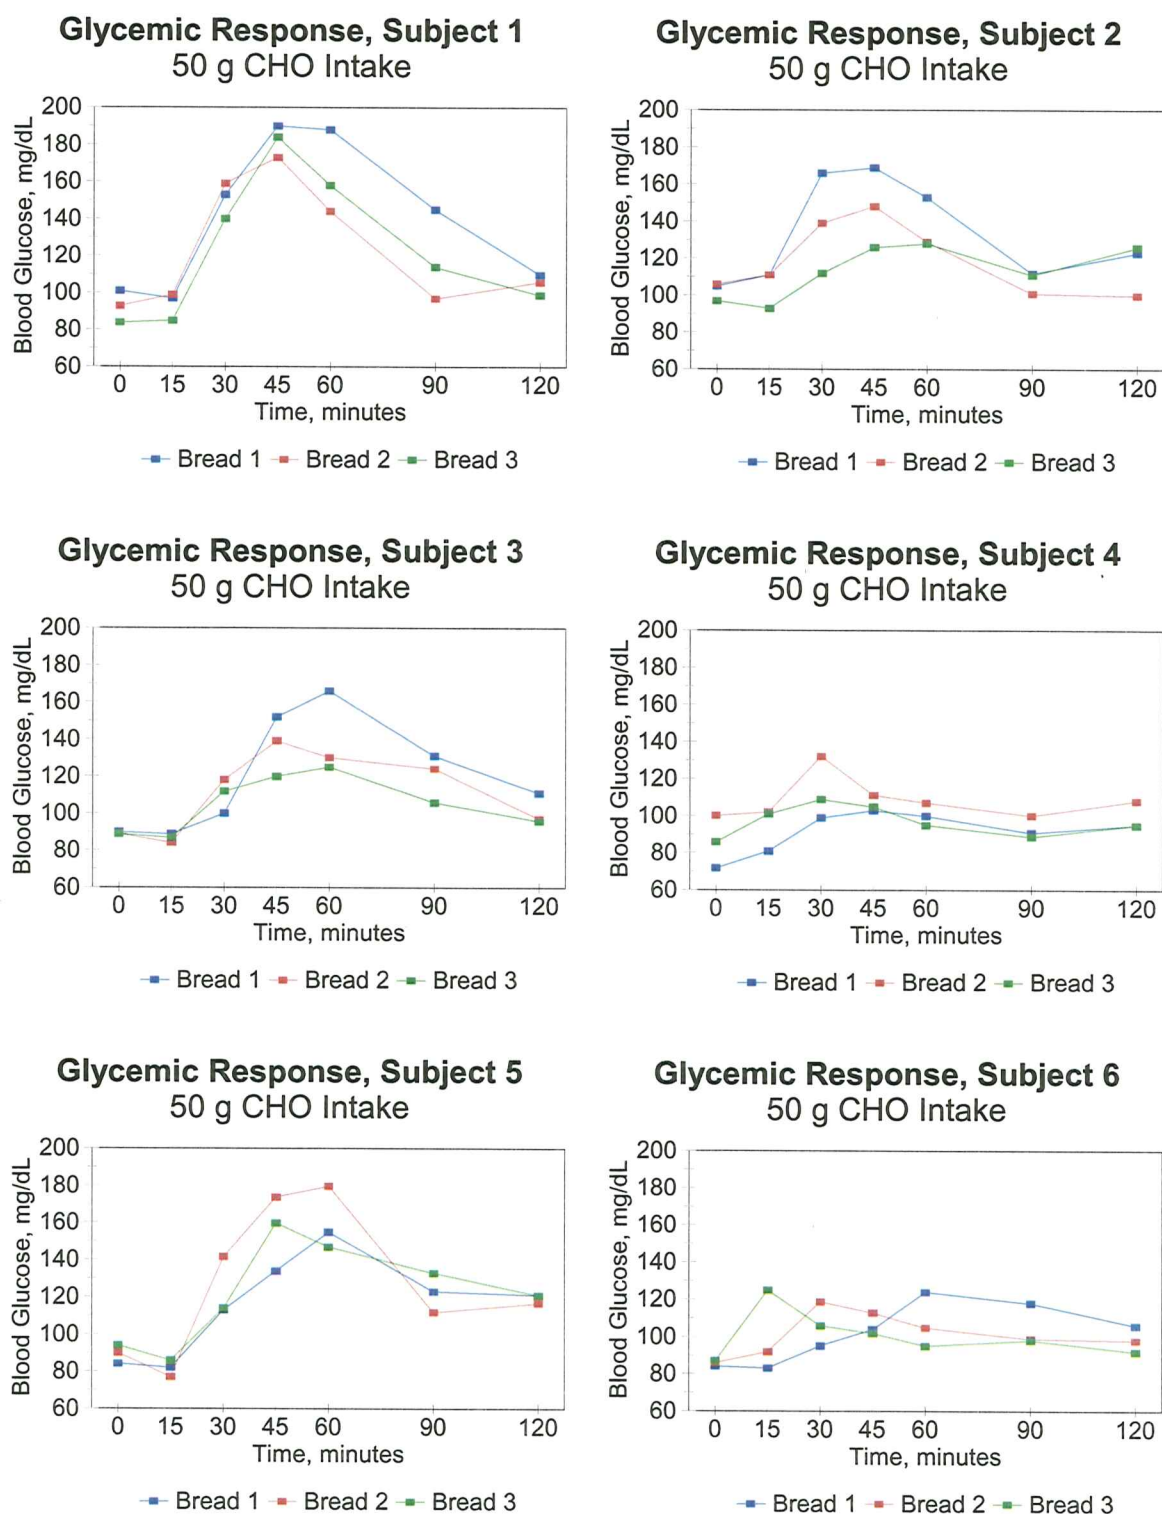 Glycemic Response, Subject 1
50 g CHO Intake
Blood Glucose, mg/dL
200
180
160
140
120
100
80
60
0 15 30 45 60 90 120
Time, minutes
Bread 1 Bread 2 Bread 3
Glycemic Response, Subject 2
50 g CHO Intake
Blood Glucose, mg/dL
200
180
160
140
120
100
80
60
0 15 30 45 60 90 120
Time, minutes
Bread 1 Bread 2 Bread 3
Glycemic Response, Subject 3
50 g CHO Intake
Blood Glucose, mg/dL
200
180
160
140
120
100
80
60
0 15 30 45 60 90 120
Time, minutes
Bread 1 Bread 2 Bread 3
Glycemic Response, Subject 4
50 g CHO Intake
Blood Glucose, mg/dL
200
180
160
140
120
100
80
60
0 15 30 45 60 90 120
Time, minutes
Bread 1 Bread 2 Bread 3
Glycemic Response, Subject 5
50 g CHO Intake
Blood Glucose, mg/dL
200
180
160
140
120
100
80
60
0 15 30 45 60 90 120
Time, minutes
Bread 1 Bread 2 Bread 3
Glycemic Response, Subject 6
50 g CHO Intake
Blood Glucose, mg/dL
200
180
160
140
120
100
80
60
0 15 30 45 60 90 120
Time, minutes
Bread 1 Bread 2 Bread 3